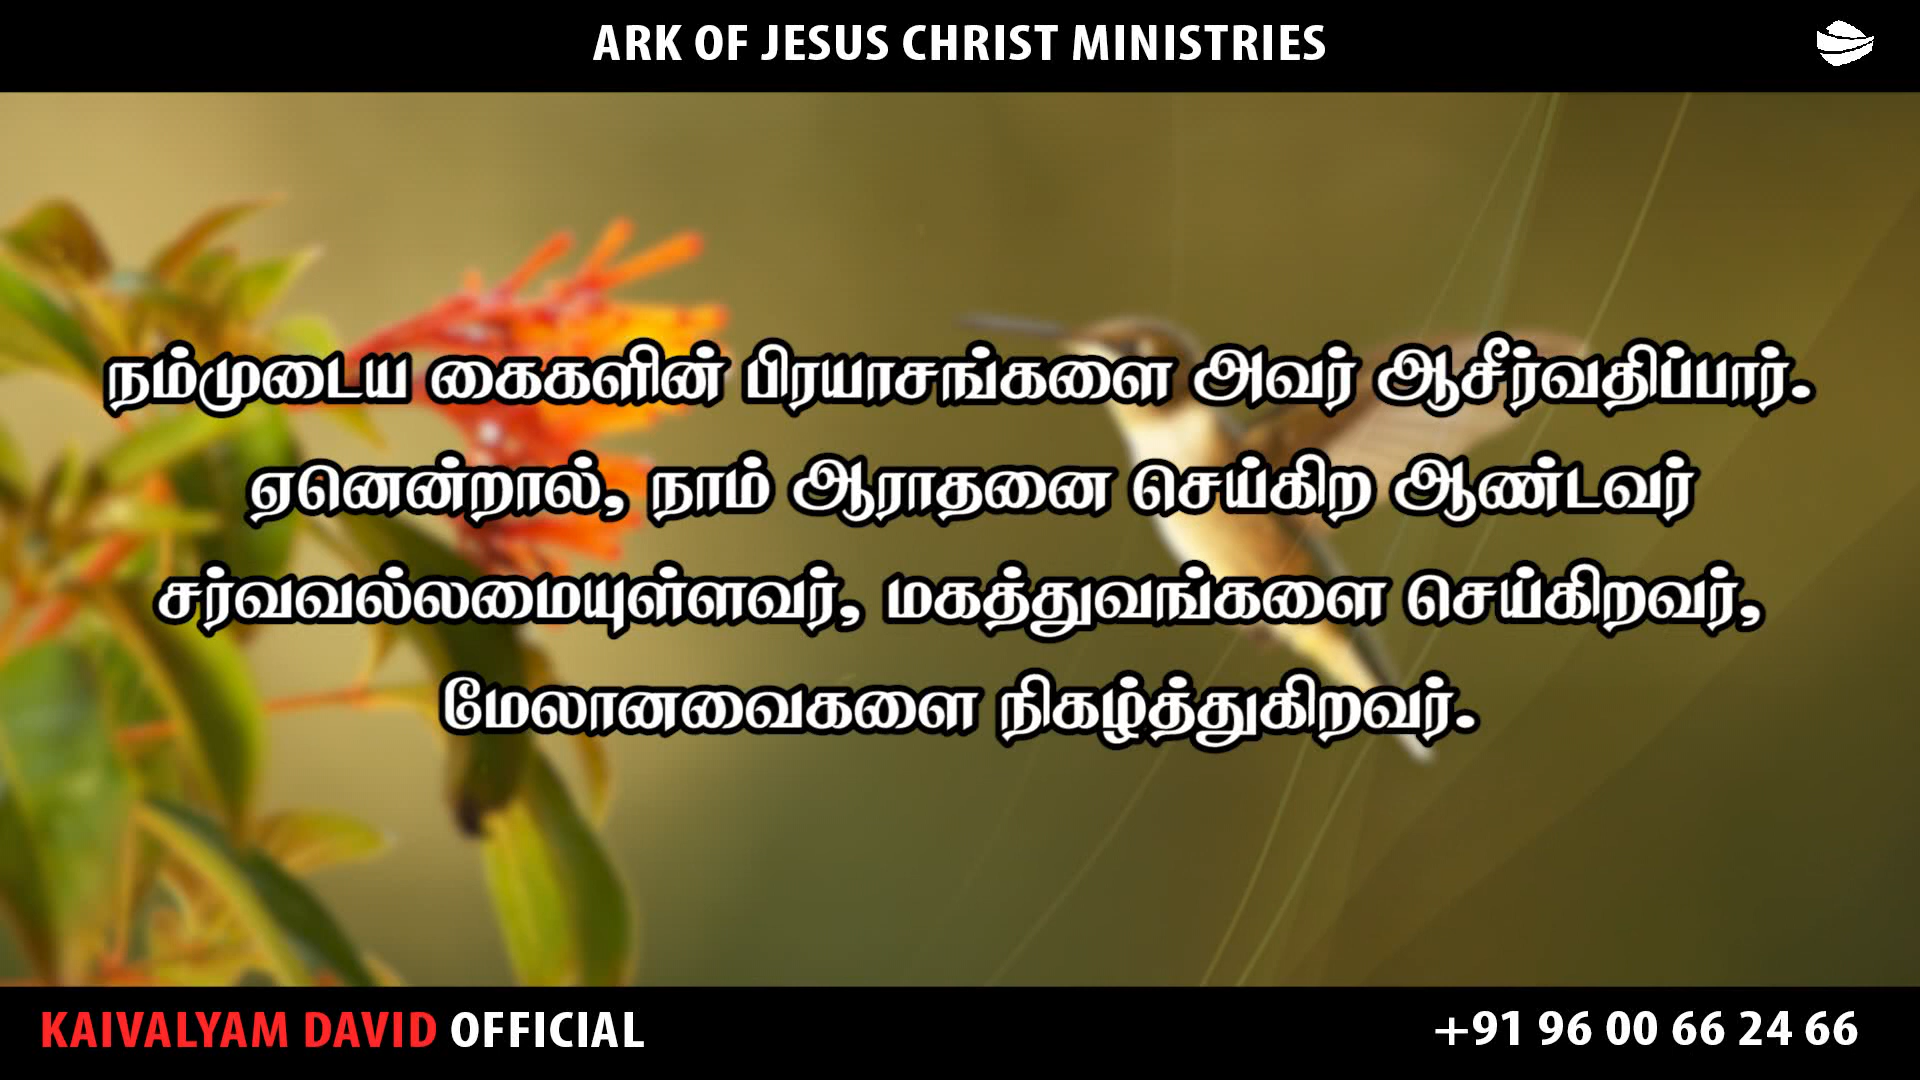 ARK OF JESUS CHRIST MINISTRIES
நம்முடைய கைகளின் பிரயாசங்களை அவர் ஆசீர்வதிப்பார்.
ஏனென்றால், நாம் ஆராதனை செய்கிற ஆண்டவர்
சர்வவல்லமையுள்ளவர், மகத்துவங்களை செய்கிறவர்,
மேலானவைகளை நிகழ்த்துகிறவர்.
KAIVALYAM DAVID OFFICIAL
+91 96 00 66 24 66